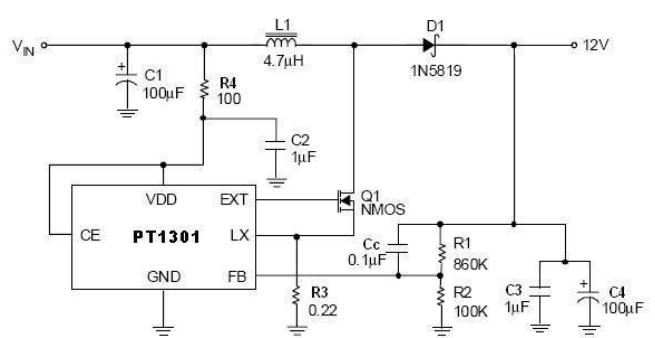 L1
D1
VIN
12V
4.7μH
1N5819
C1
100μF
R4
100
C2
1μF
VDD
EXT
Q1
NMOS
CE
PT1301
LX
Cc
0.1μF
R1
860K
GND
FB
R3
0.22
R2
100K
C3
1μF
C4
100μF